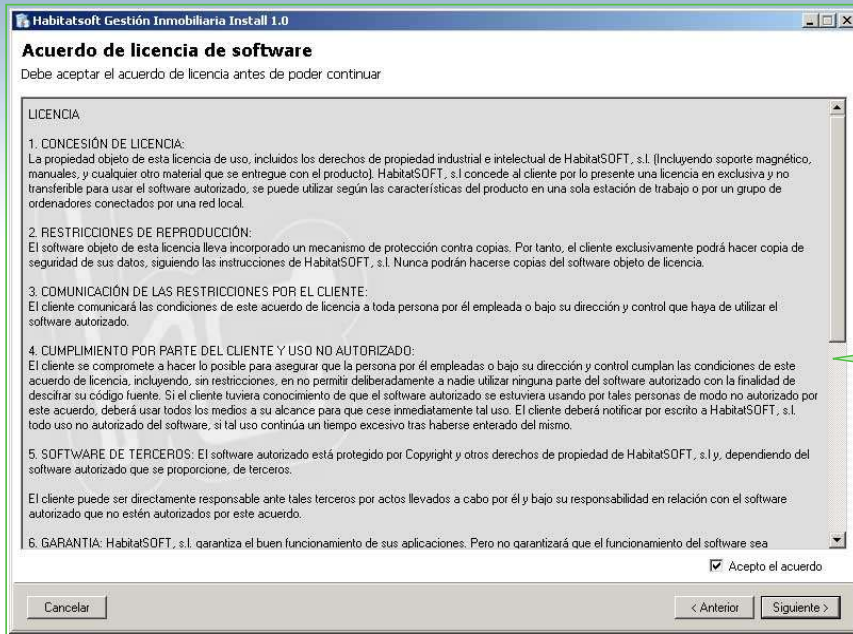 Habitatsoft Gestión Inmobiliaria Install 1.0
Acuerdo de licencia de software
Debe aceptar el acuerdo de licencia antes de poder continuar
LICENCIA
1. CONCESIÓN DE LICENCIA:
La propiedad objeto de esta licencia de uso, incluidos los derechos de propiedad industrial e intelectual de HabitatSOFT, s.l. (Incluyendo soporte magnético,
manuales, y cualquier otro material que se entregue con el producto). HabitatSOFT, s.l concede al cliente por lo presente una licencia en exclusiva y no
transferible para usar el software autorizado, se puede utilizar según las características del producto en una sola estación de trabajo o por un grupo de
ordenadores conectados por una red local.
2. RESTRICCIONES DE REPRODUCCIÓN:
El software objeto de esta licencia lleva incorporado un mecanismo de protección contra copias. Por tanto, el cliente exclusivamente podrá hacer copia de
seguridad de sus datos, siguiendo las instrucciones de HabitatSOFT, s.l. Nunca podrán hacerse copias del software objeto de licencia.
3. COMUNICACIÓN DE LAS RESTRICCIONES POR EL CLIENTE:
El cliente comunicará las condiciones de este acuerdo de licencia a toda persona por él empleada o bajo su dirección y control que haya de utilizar el
software autorizado.
4. CUMPLIMIENTO POR PARTE DEL CLIENTE Y USO NO AUTORIZADO:
El cliente se compromete a hacer lo posible para asegurar que la persona por él empleadas o bajo su dirección y control cumplan las condiciones de este
acuerdo de licencia, incluyendo, sin restricciones, en no permitir deliberadamente a nadie utilizar ninguna parte del software autorizado con la finalidad de
descifrar su código fuente. Si el cliente tuviera conocimiento de que el software autorizado se estuviera usando por tales personas de modo no autorizado por
este acuerdo, deberá usar todos los medios a su alcance para que cese inmediatamente tal uso. El cliente deberá notificar por escrito a HabitatSOFT, s.l.
todo uso no autorizado del software, si tal uso continúa un tiempo excesivo tras haberse enterado del mismo.
5. SOFTWARE DE TERCEROS: El software autorizado está protegido por Copyright y otros derechos de propiedad de HabitatSOFT, s.l y, dependiendo del
software autorizado que se proporcione, de terceros.
El cliente puede ser directamente responsable ante tales terceros por actos llevados a cabo por él y bajo su responsabilidad en relación con el software
autorizado que no estén autorizados por este acuerdo.
6. GARANTIA: HabitatSOFT, s.l. garantiza el buen funcionamiento de sus aplicaciones. Pero no garantizará que el funcionamiento del software sea
Acepto el acuerdo
Cancelar
< Anterior
Siguiente >